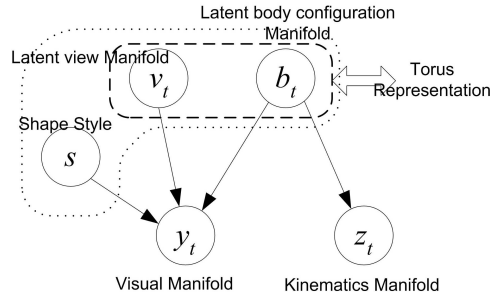 Latent body configuration
Manifold
Latent view Manifold
v_t
b_t
Torus
Representation
Shape Style
s
y_t
z_t
Visual Manifold
Kinematics Manifold